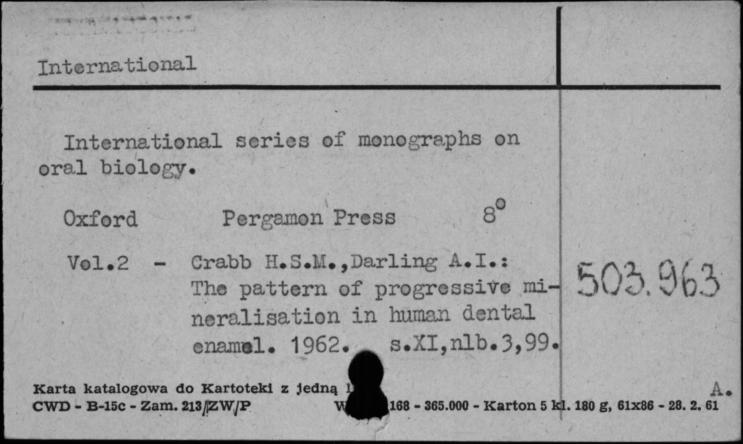 International
International series of monographs on
oral biology.
Oxford Pergamon Press 8°
Vol.2 - Crabb H.S.M.,Darling A.I.:
The pattern of progressive mi-
neralisation in human dental
enamel. 1962. s.XI,nlb.3,99.
503.963
Karta katalogowa do Kartoteki z jedną
A.
CWD - B-15c - Zam. 213/ZW/P 168 - 365.000 - Karton 5 kl. 180 g, 61x86 - 28. 2. 61